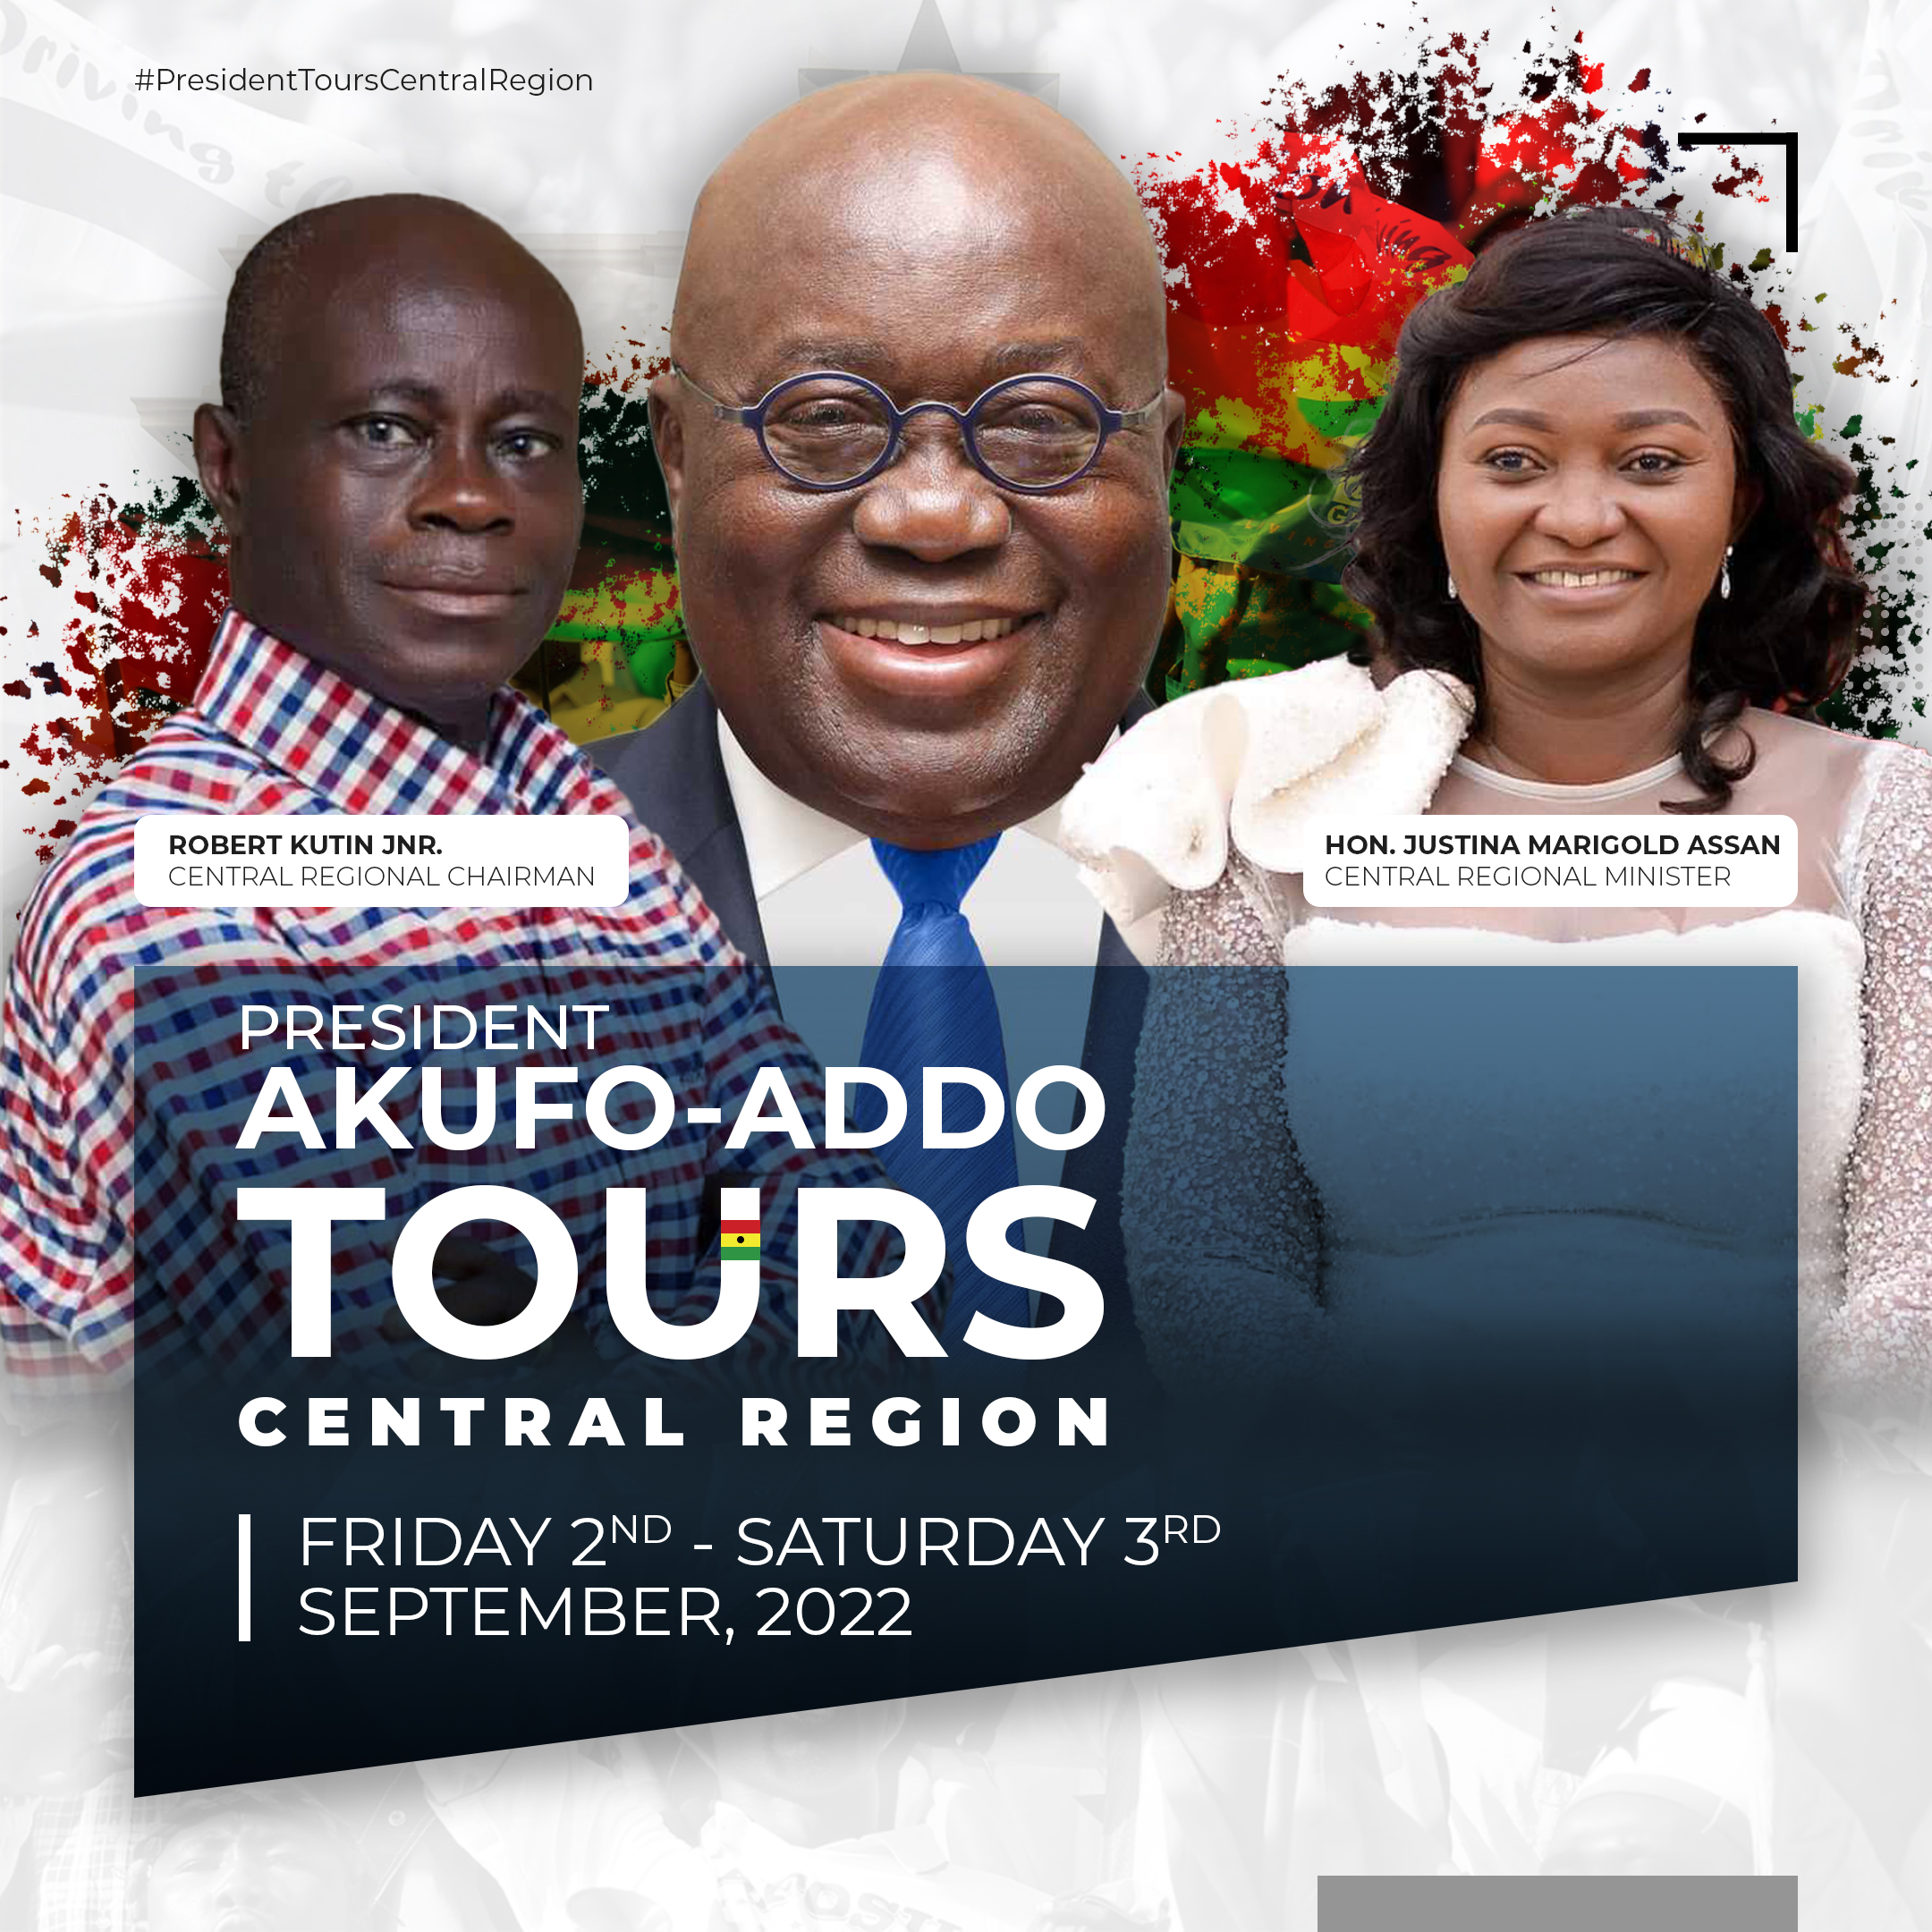 #PresidentToursCentralRegion
Driving
ROBERT KUTIN JNR.
CENTRAL REGIONAL CHAIRMAN
HON. JUSTINA MARIGOLD ASSAN
CENTRAL REGIONAL MINISTER
PRESIDENT
AKUFO-ADDO
TOURS
CENTRAL REGION
FRIDAY 2ND - SATURDAY 3RD
SEPTEMBER, 2022